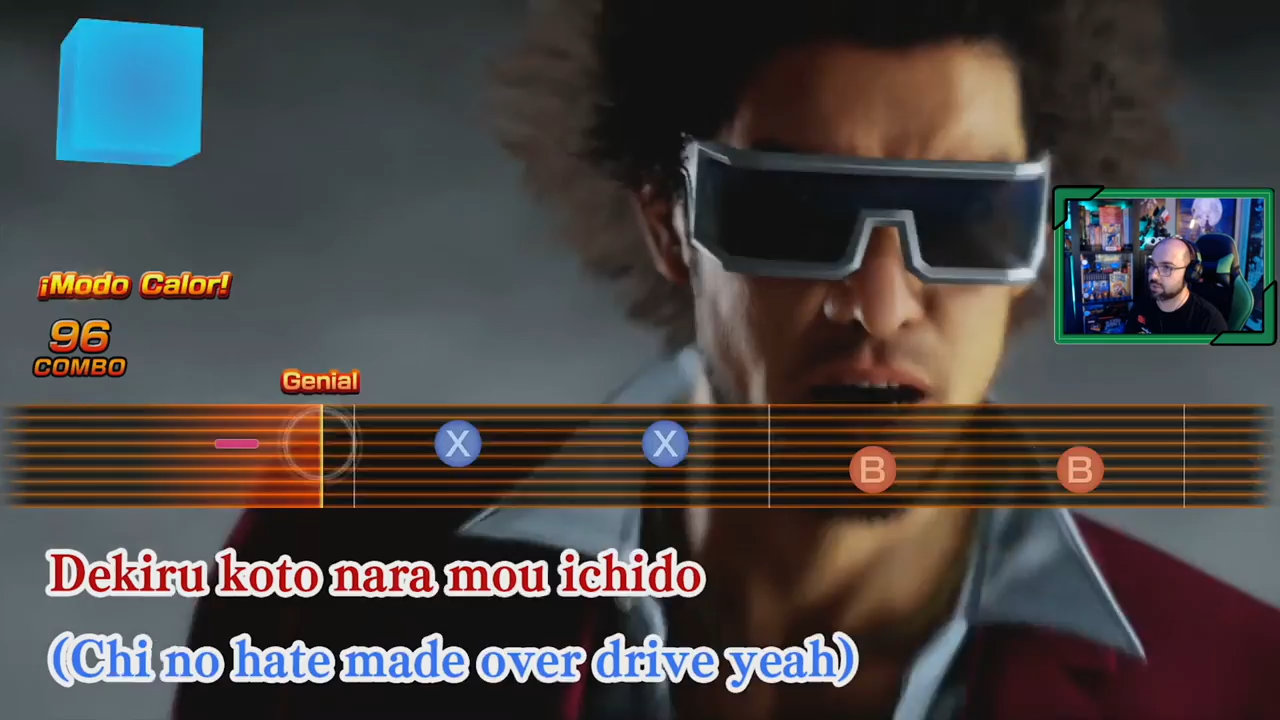 ¡Modo Calor!
96
COMBO
Genial
X X B B
Dekiru koto nara mou ichido
(Chi no hate made over drive yeah)